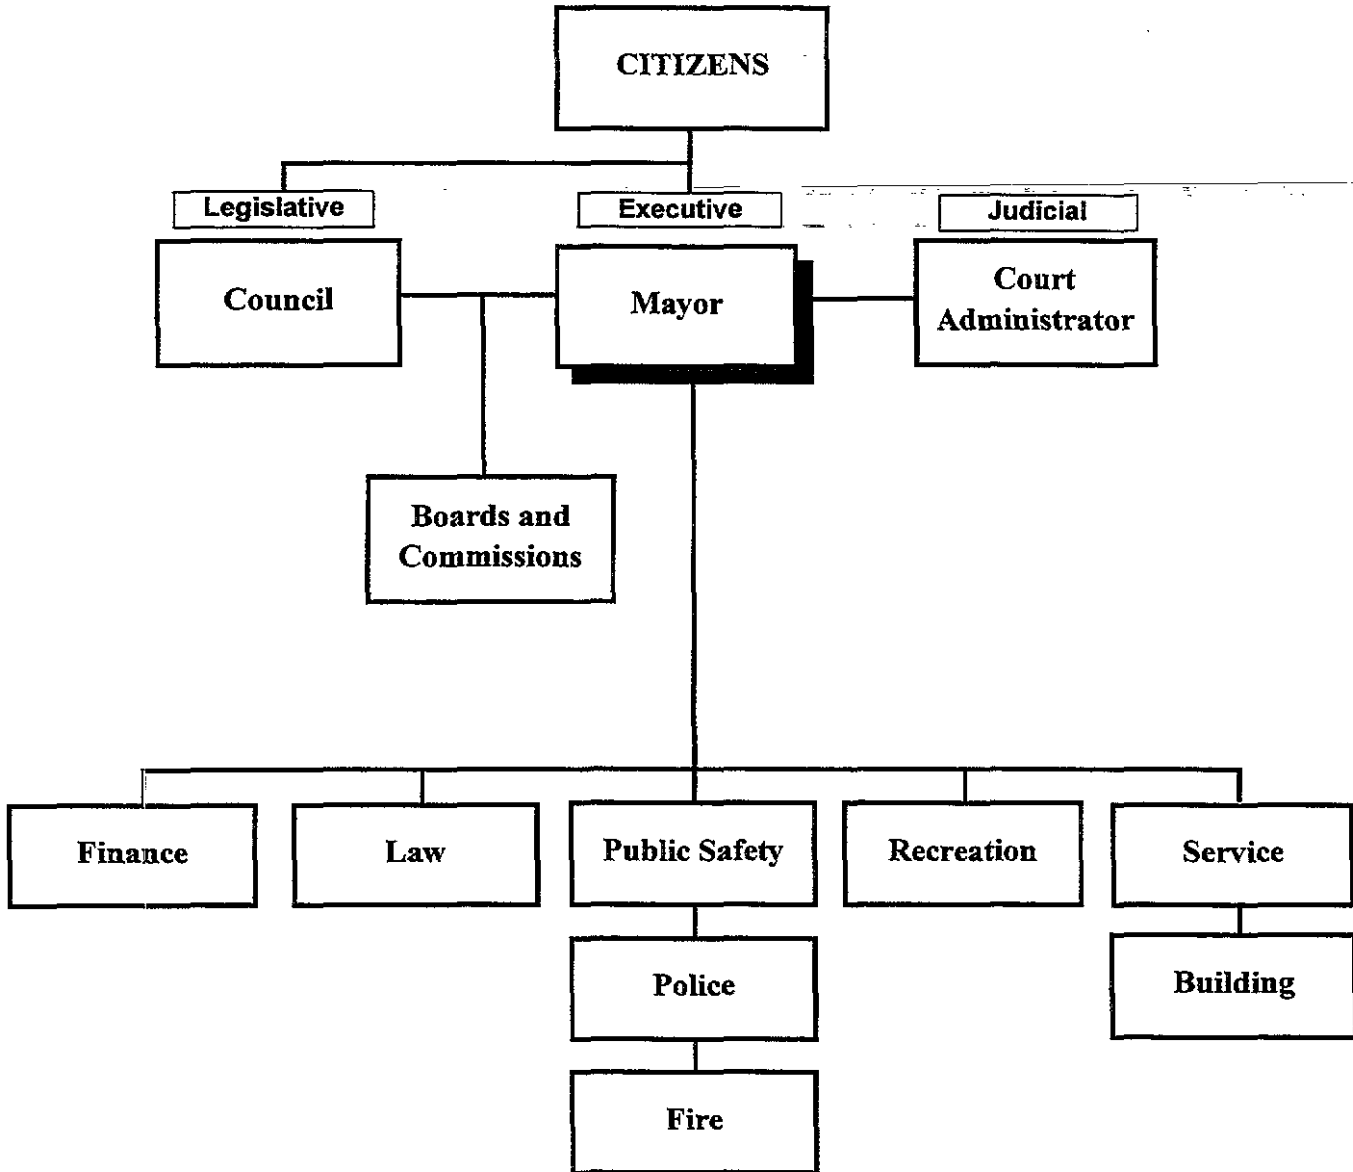 CITIZENS
Legislative
Executive
Judicial
Council
Mayor
Court
Administrator
Boards and
Commissions
Finance
Law
Public Safety
Recreation
Service
Police
Building
Fire